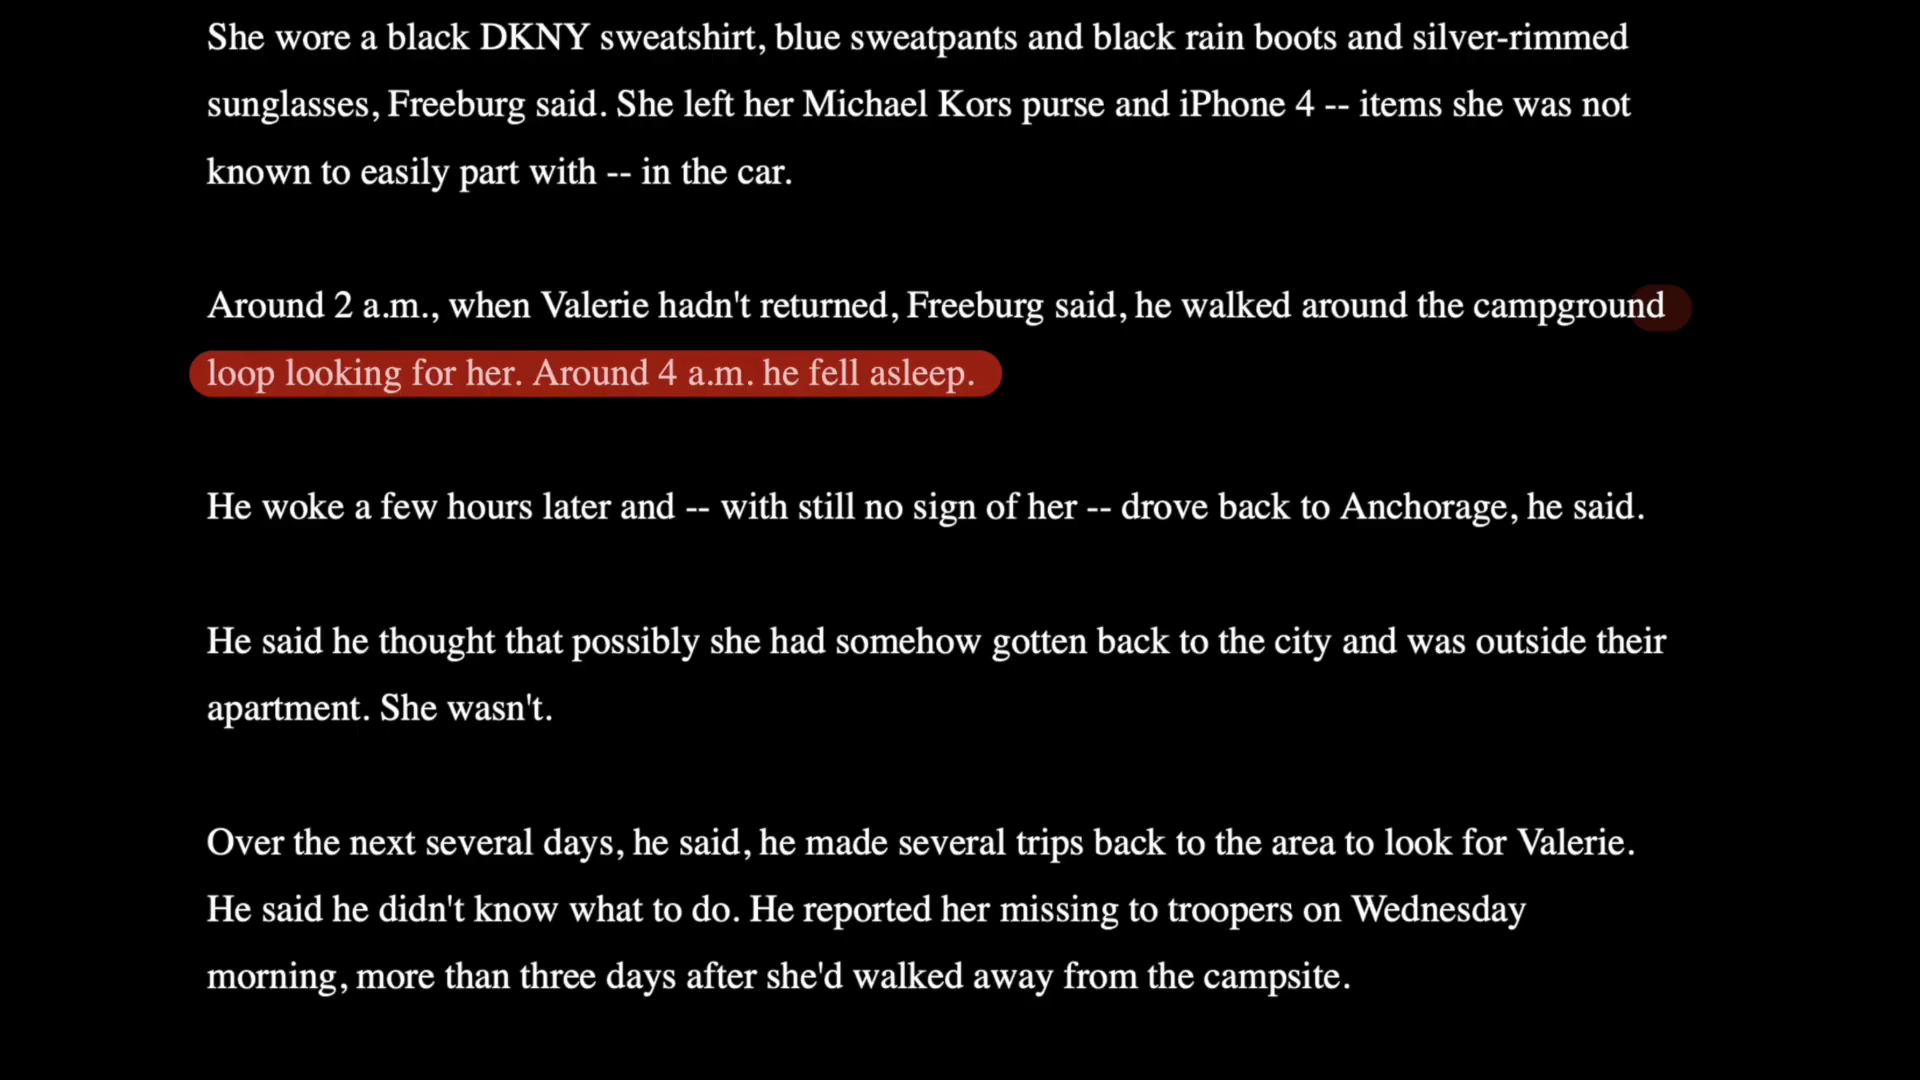 She wore a black DKNY sweatshirt, blue sweatpants and black rain boots and silver-rimmed
sunglasses, Freeburg said. She left her Michael Kors purse and iPhone 4 -- items she was not
known to easily part with -- in the car.
Around 2 a.m., when Valerie hadn't returned, Freeburg said, he walked around the campground
loop looking for her. Around 4 a.m. he fell asleep.
He woke a few hours later and -- with still no sign of her -- drove back to Anchorage, he said.
He said he thought that possibly she had somehow gotten back to the city and was outside their
apartment. She wasn't.
Over the next several days, he said, he made several trips back to the area to look for Valerie.
He said he didn't know what to do. He reported her missing to troopers on Wednesday
morning, more than three days after she'd walked away from the campsite.